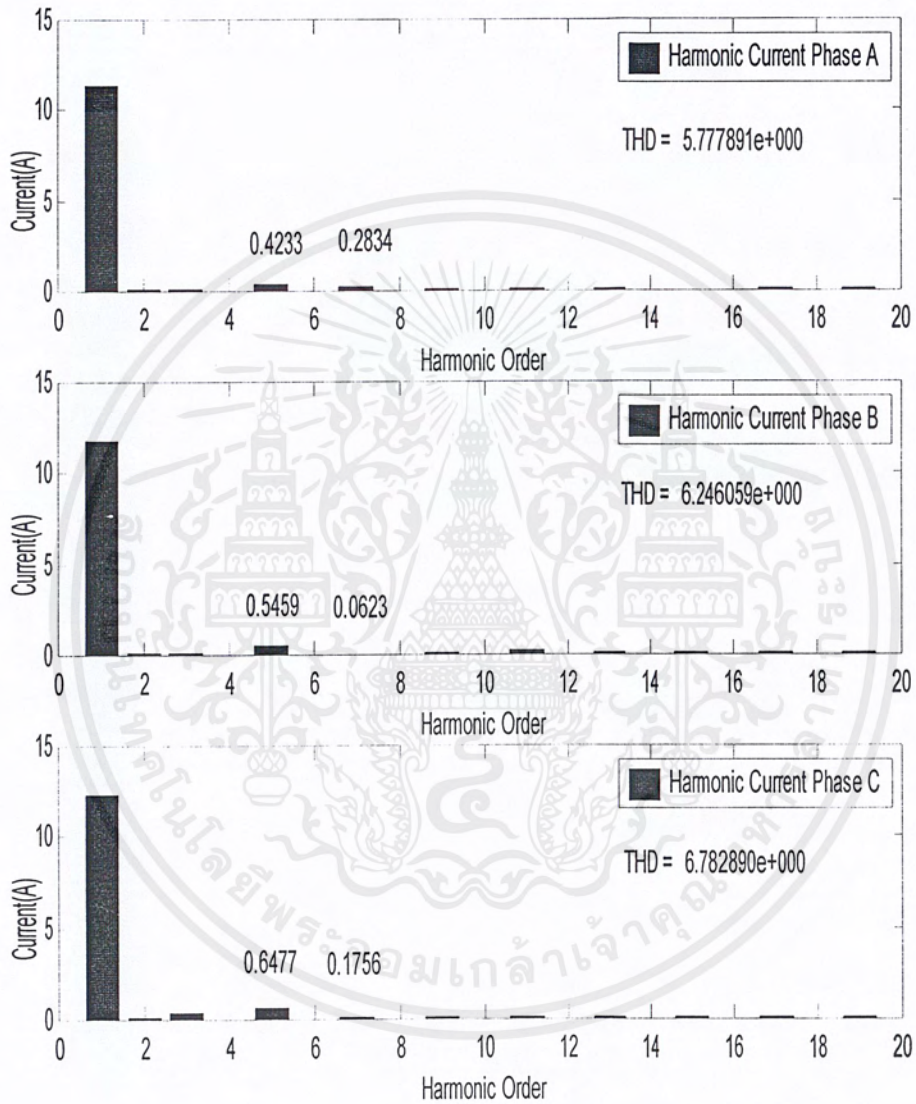 15
Harmonic Current Phase A
10
THD = 5.777891e+000
Current(A)
5
0.4233 0.2834
0
0 2 4 6 8 10 12 14 16 18 20
Harmonic Order
15
Harmonic Current Phase B
10
THD = 6.246059e+000
Current(A)
5
0.5459 0.0623
0
0 2 4 6 8 10 12 14 16 18 20
Harmonic Order
15
Harmonic Current Phase C
10
THD = 6.782890e+000
Current(A)
5
0.6477 0.1756
0
0 2 4 6 8 10 12 14 16 18 20
Harmonic Order